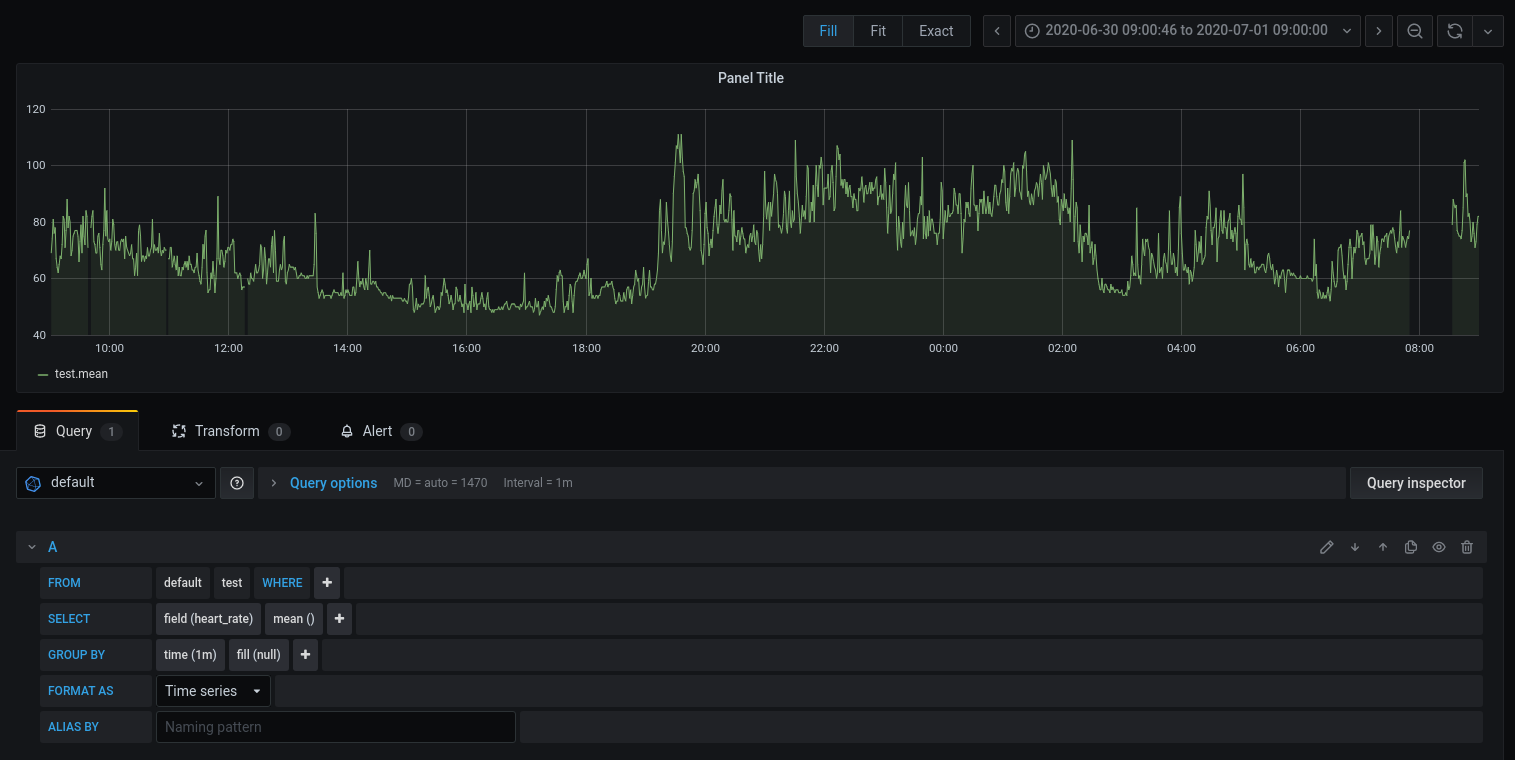 Fill Fit Exact 2020-06-30 09:00:46 to 2020-07-01 09:00:00
Panel Title
120
100
80
60
40
10:00 12:00 14:00 16:00 18:00 20:00 22:00 00:00 02:00 04:00 06:00 08:00
test.mean
Query 1 Transform 0 Alert 0
default ? > Query options MD = auto = 1470 Interval = 1m Query inspector
A
FROM default test WHERE +
SELECT field (heart_rate) mean () +
GROUP BY time (1m) fill (null) +
FORMAT AS Time series
ALIAS BY Naming pattern